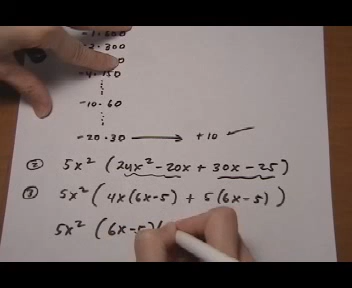 -1·600
-2·300
-4·150
-10·60
-20·30 → +10 ✓
② 5x² (24x² - 20x + 30x - 25)
③ 5x² ( 4x(6x-5) + 5(6x-5) )
5x² ( 6x-5)(